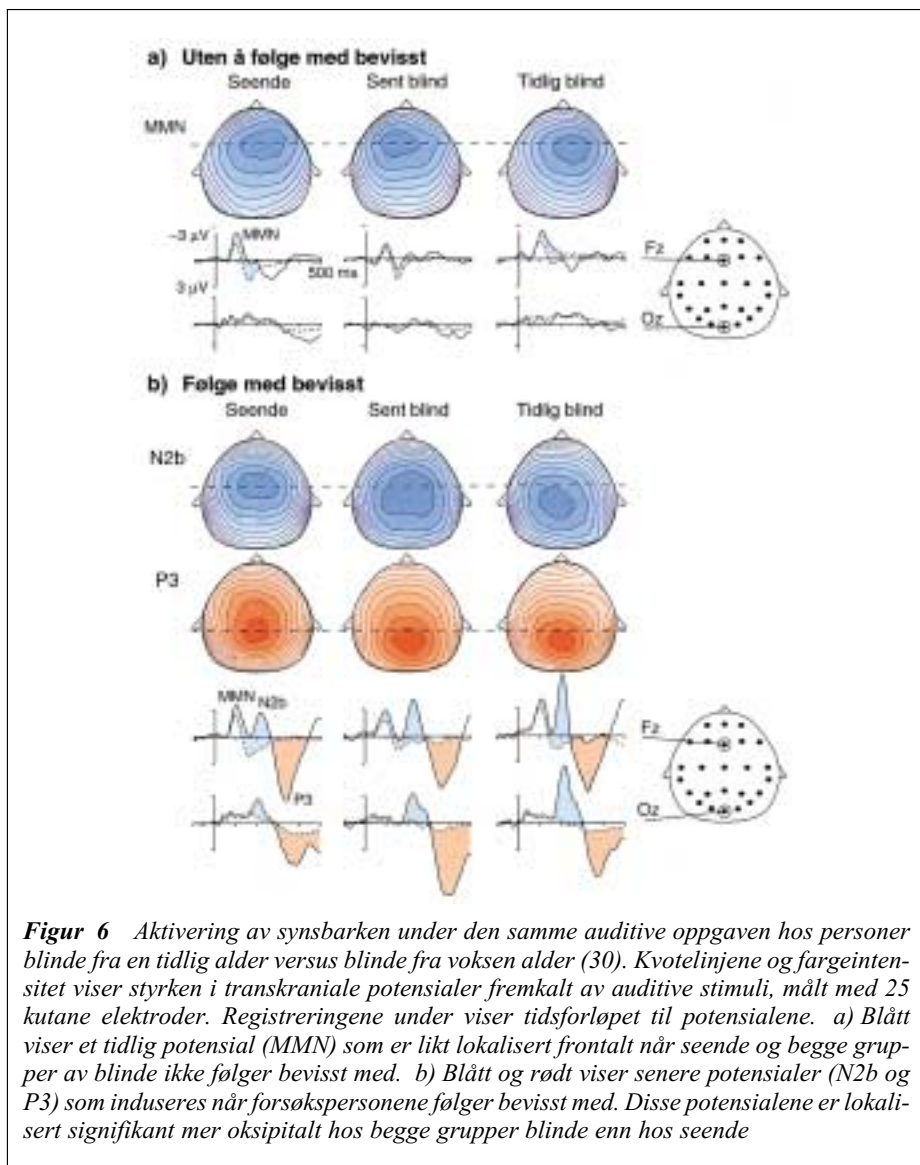 a) Uten å følge med bevisst
Seende Sent blind Tidlig blind
MMN
−3 μV
MMN
500 ms
3 μV
Fz
Oz
b) Følge med bevisst
Seende Sent blind Tidlig blind
N2b
P3
MMN
N2b
P3
Fz
Oz
Figur 6 Aktivering av synsbarken under den samme auditive oppgaven hos personer
blinde fra en tidlig alder versus blinde fra voksen alder (30). Kvotelinjene og fargeinten-
sitet viser styrken i transkraniale potensialer fremkalt av auditive stimuli, målt med 25
kutane elektroder. Registreringene under viser tidsforløpet til potensialene. a) Blått
viser et tidlig potensial (MMN) som er likt lokalisert frontalt når seende og begge grup-
per av blinde ikke følger bevisst med. b) Blått og rødt viser senere potensialer (N2b og
P3) som induseres når forsøkspersonene følger bevisst med. Disse potensialene er lokali-
sert signifikant mer oksipitalt hos begge grupper blinde enn hos seende